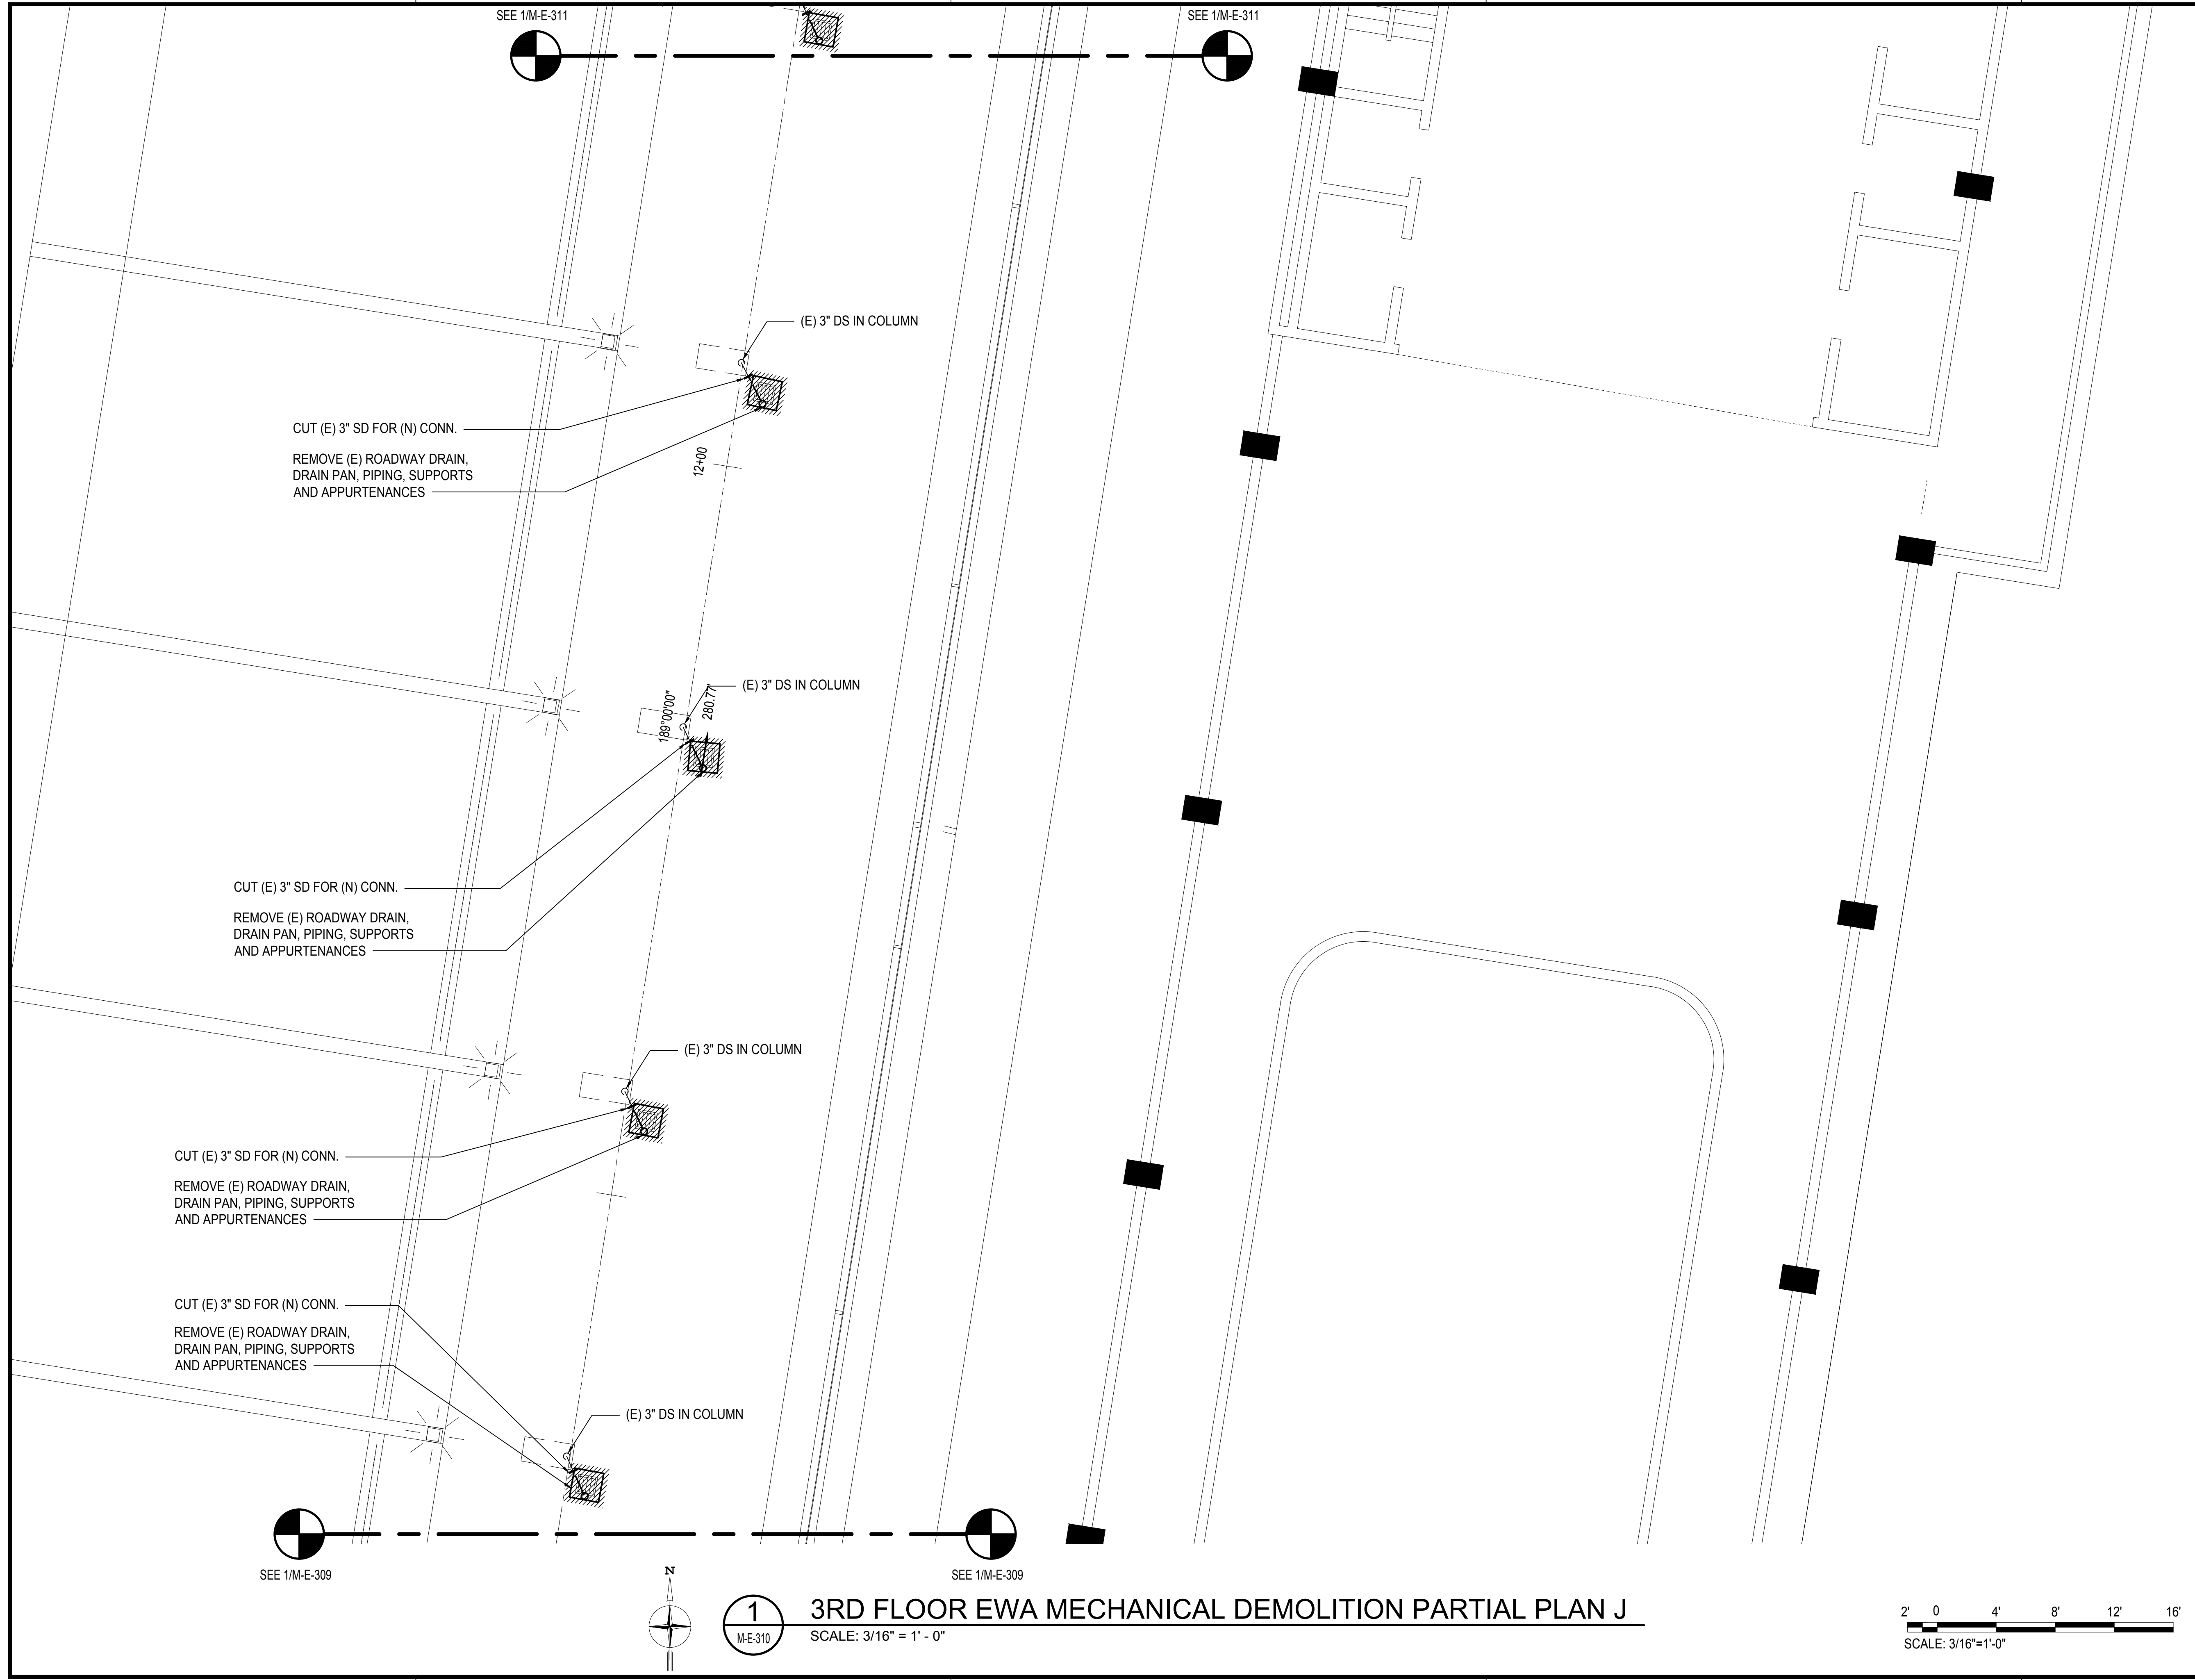 SEE 1/M-E-311
SEE 1/M-E-311
(E) 3" DS IN COLUMN
CUT (E) 3" SD FOR (N) CONN.
REMOVE (E) ROADWAY DRAIN,
DRAIN PAN, PIPING, SUPPORTS
AND APPURTENANCES
12+00
(E) 3" DS IN COLUMN
189°00'00"
280.77'
CUT (E) 3" SD FOR (N) CONN.
REMOVE (E) ROADWAY DRAIN,
DRAIN PAN, PIPING, SUPPORTS
AND APPURTENANCES
(E) 3" DS IN COLUMN
CUT (E) 3" SD FOR (N) CONN.
REMOVE (E) ROADWAY DRAIN,
DRAIN PAN, PIPING, SUPPORTS
AND APPURTENANCES
CUT (E) 3" SD FOR (N) CONN.
REMOVE (E) ROADWAY DRAIN,
DRAIN PAN, PIPING, SUPPORTS
AND APPURTENANCES
(E) 3" DS IN COLUMN
SEE 1/M-E-309
SEE 1/M-E-309
N
1
M-E-310
3RD FLOOR EWA MECHANICAL DEMOLITION PARTIAL PLAN J
SCALE: 3/16" = 1' - 0"
2' 0 4' 8' 12' 16'
SCALE: 3/16"=1'-0"